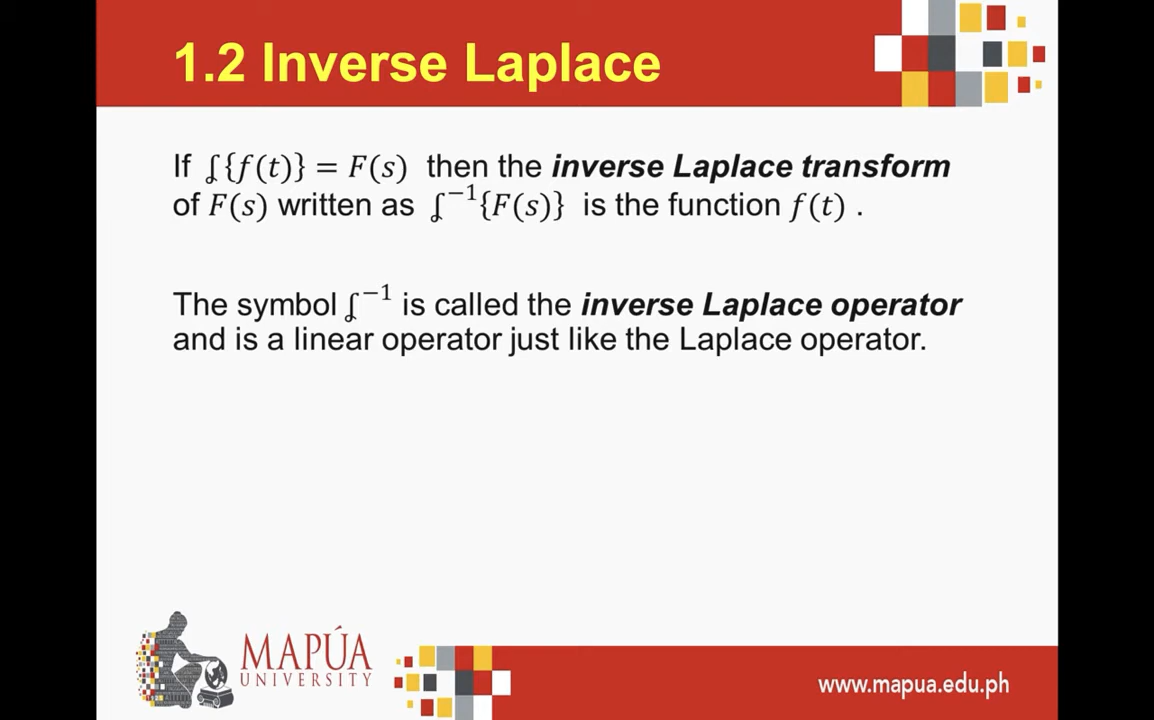 1.2 Inverse Laplace
If ʆ{f(t)} = F(s) then the inverse Laplace transform
of F(s) written as ʆ⁻¹{F(s)} is the function f(t) .
The symbol ʆ⁻¹ is called the inverse Laplace operator
and is a linear operator just like the Laplace operator.
MAPÚA
UNIVERSITY
www.mapua.edu.ph